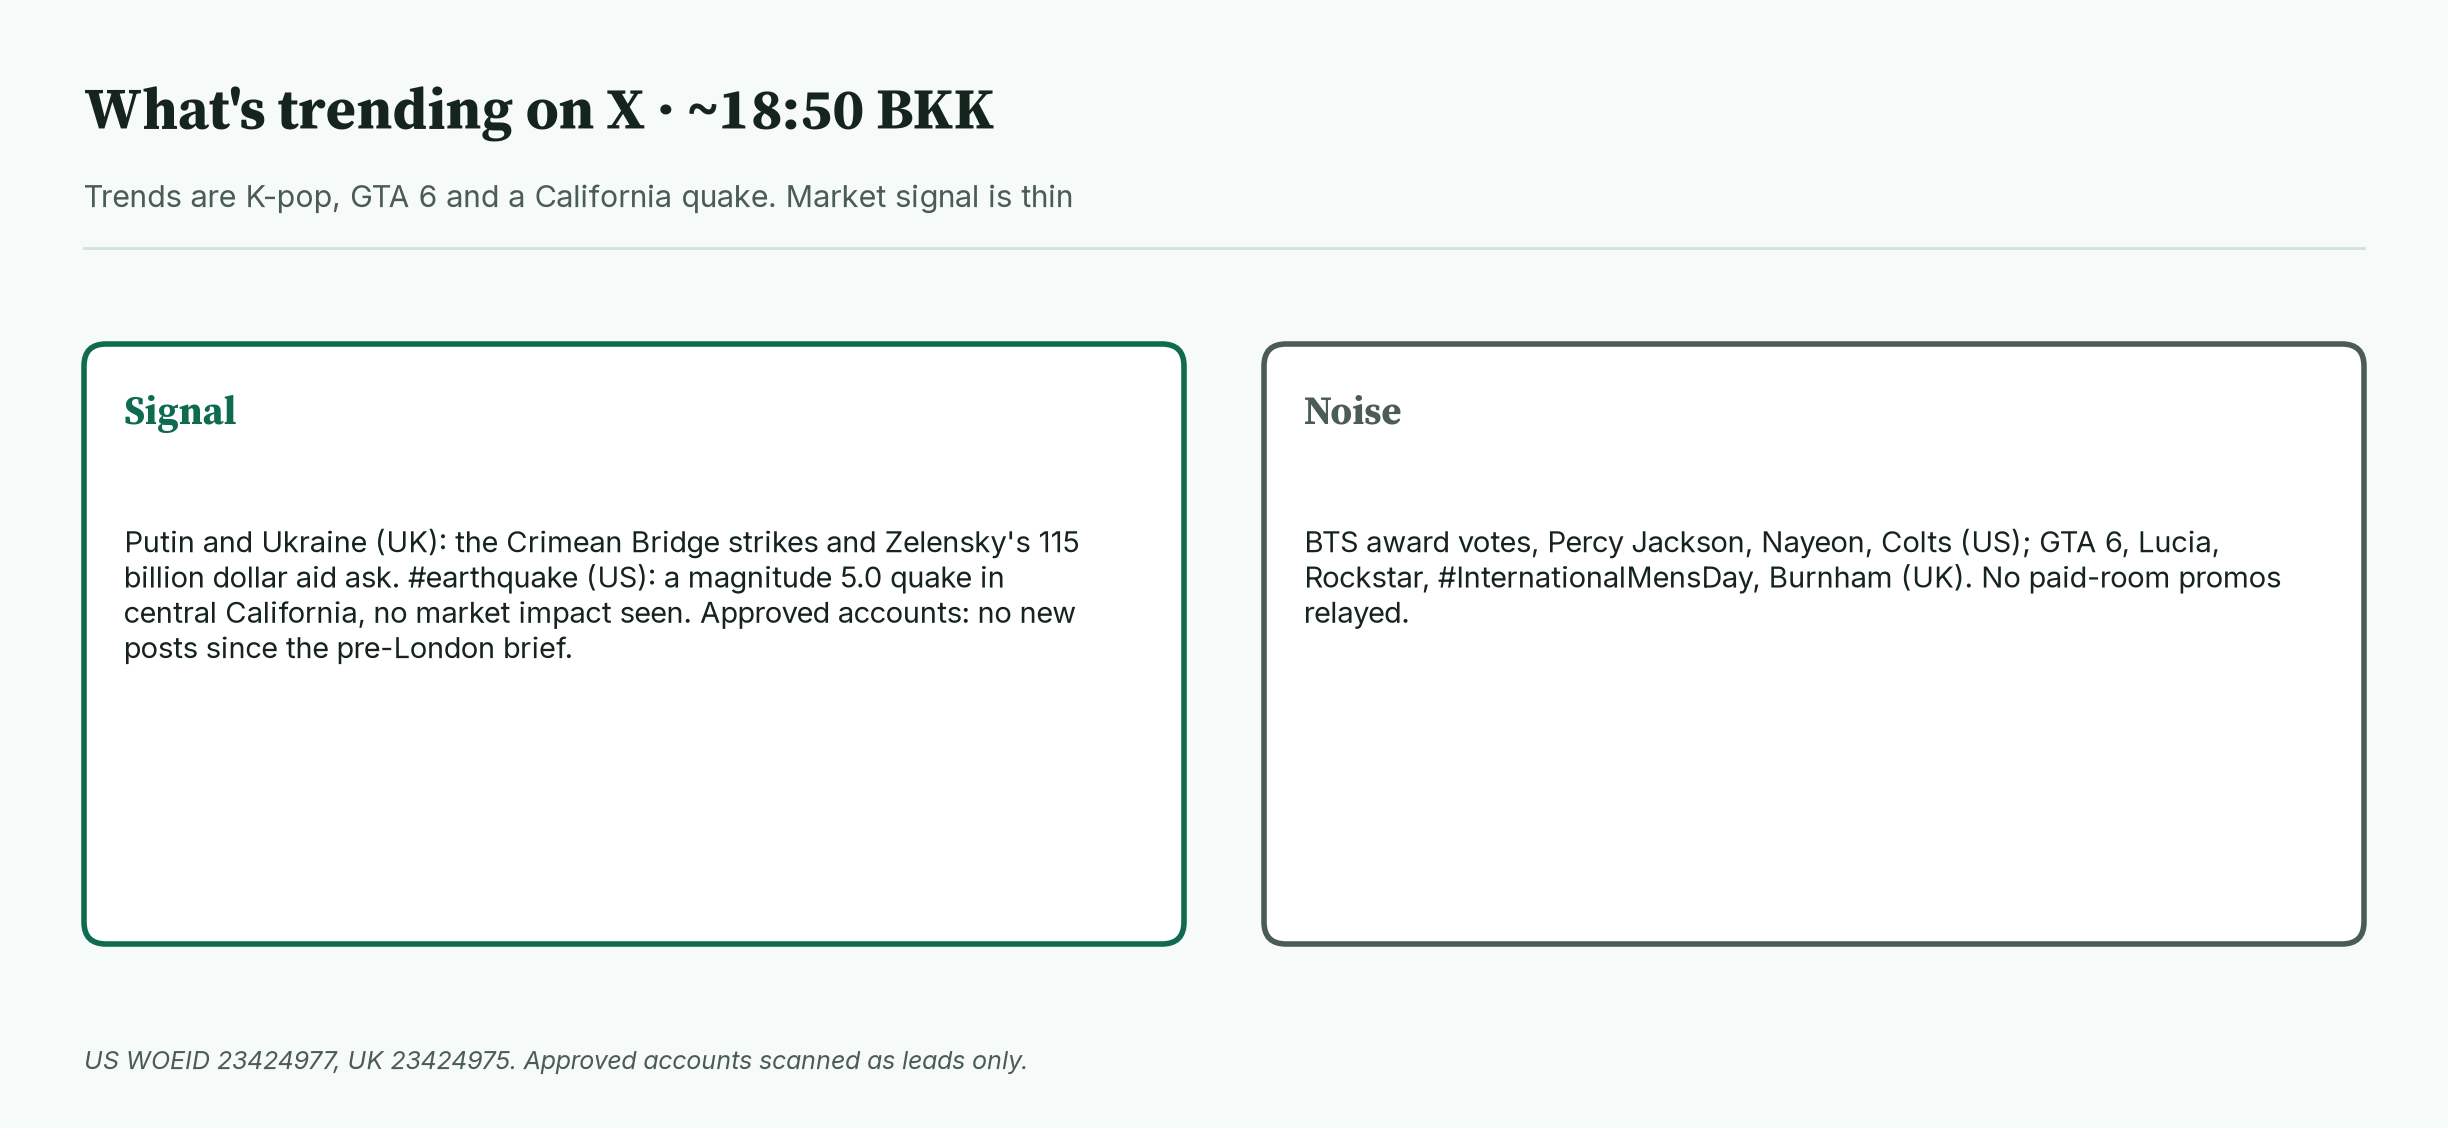 What's trending on X · ~18:50 BKK
Trends are K-pop, GTA 6 and a California quake. Market signal is thin
Signal
Putin and Ukraine (UK): the Crimean Bridge strikes and Zelensky's 115
billion dollar aid ask. #earthquake (US): a magnitude 5.0 quake in
central California, no market impact seen. Approved accounts: no new
posts since the pre-London brief.
Noise
BTS award votes, Percy Jackson, Nayeon, Colts (US); GTA 6, Lucia,
Rockstar, #InternationalMensDay, Burnham (UK). No paid-room promos
relayed.
US WOEID 23424977, UK 23424975. Approved accounts scanned as leads only.